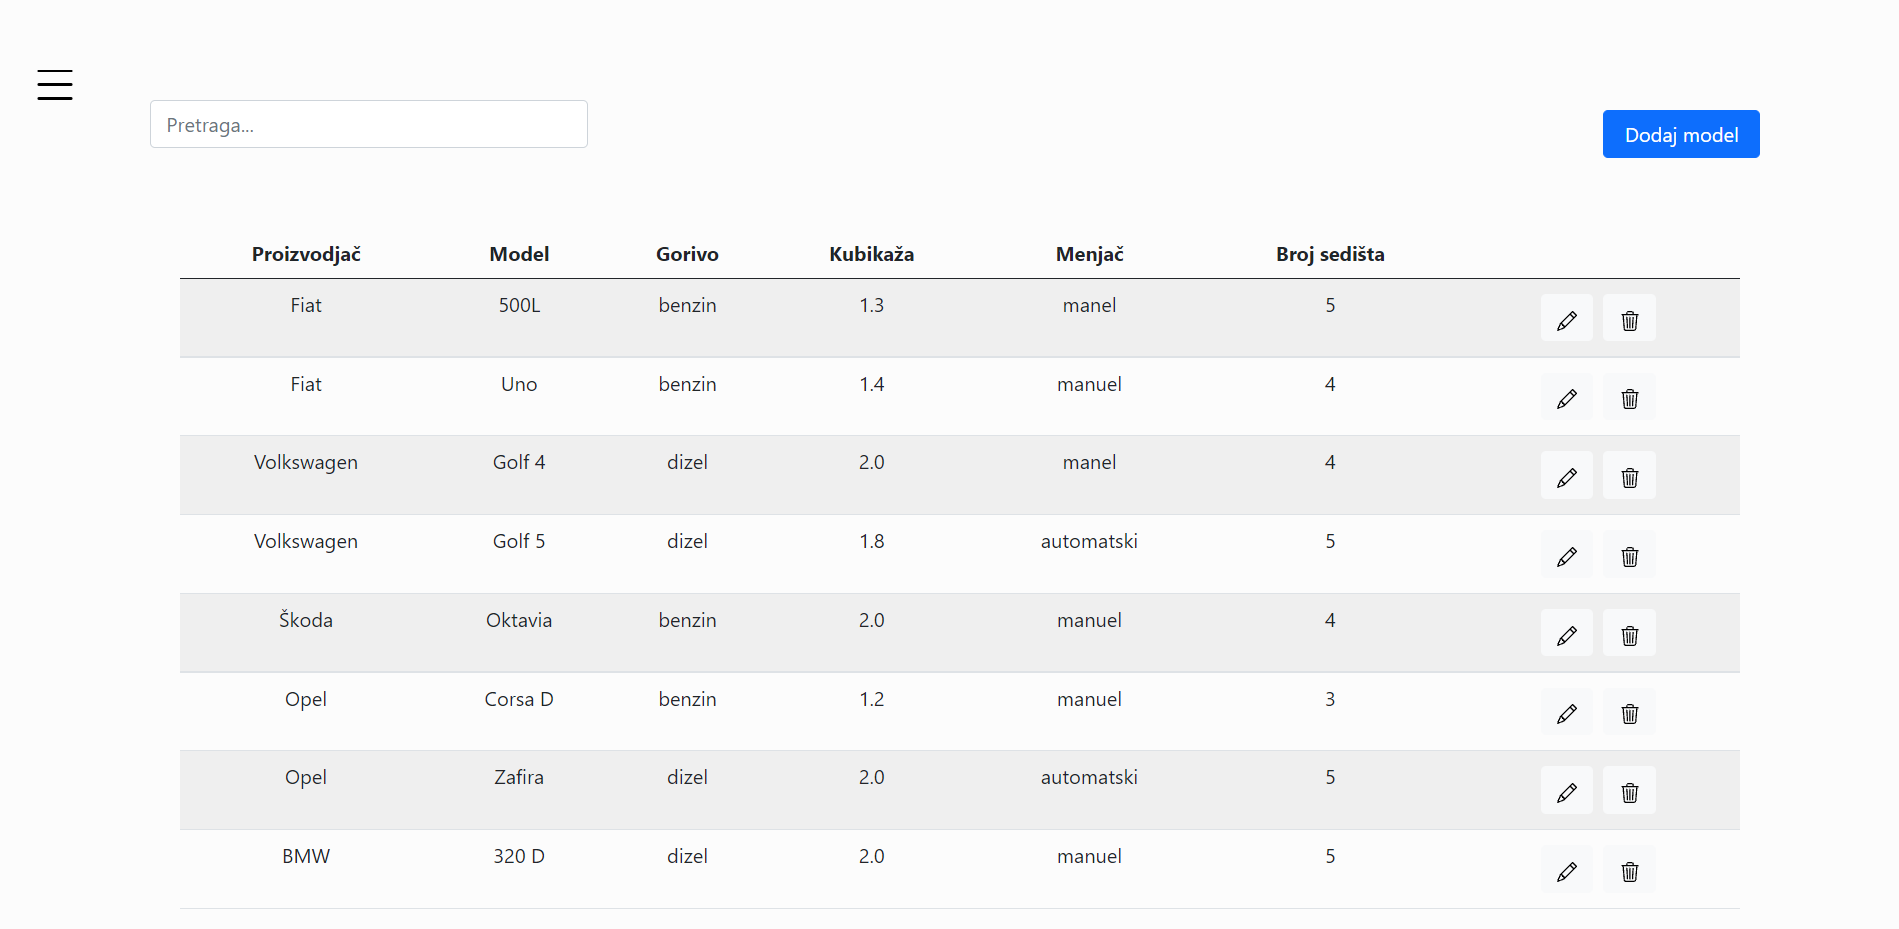 Pretraga...
Dodaj model
Proizvodjač Model Gorivo Kubikaža Menjač Broj sedišta
Fiat 500L benzin 1.3 manel 5
Fiat Uno benzin 1.4 manuel 4
Volkswagen Golf 4 dizel 2.0 manel 4
Volkswagen Golf 5 dizel 1.8 automatski 5
Škoda Oktavia benzin 2.0 manuel 4
Opel Corsa D benzin 1.2 manuel 3
Opel Zafira dizel 2.0 automatski 5
BMW 320 D dizel 2.0 manuel 5